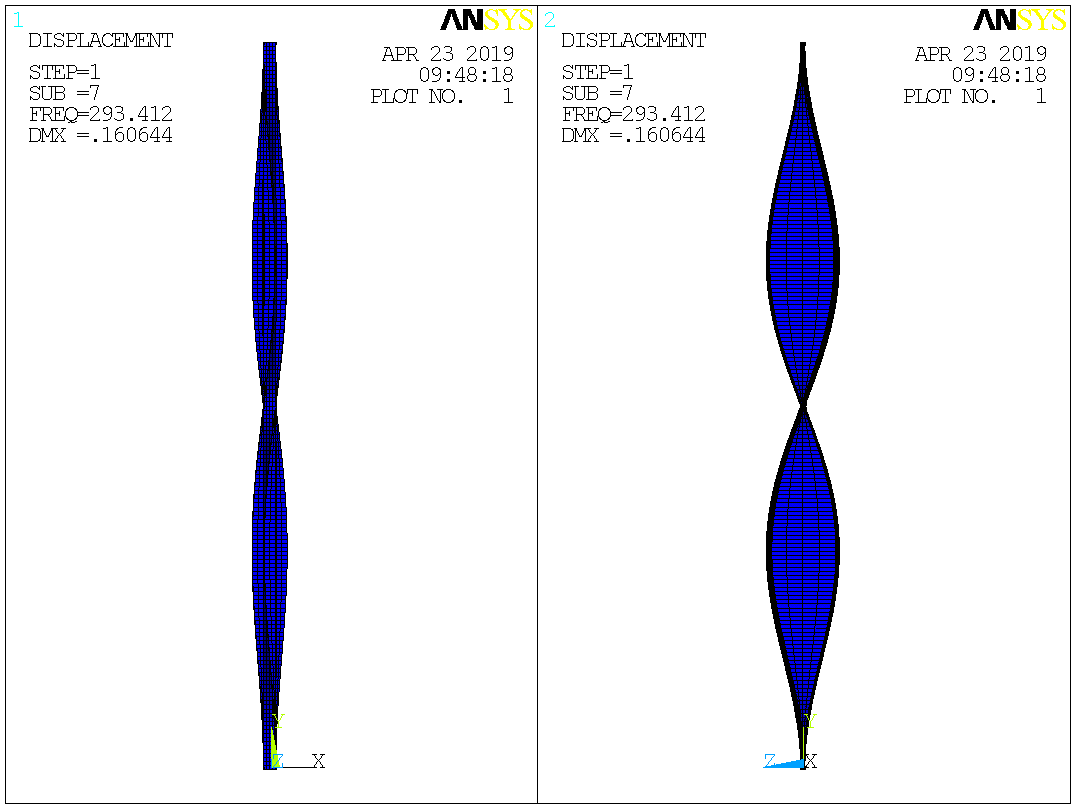 1
ANSYS
DISPLACEMENT
STEP=1
SUB =7
FREQ=293.412
DMX =.160644
APR 23 2019
09:48:18
PLOT NO. 1
Y
Z X
2
ANSYS
DISPLACEMENT
STEP=1
SUB =7
FREQ=293.412
DMX =.160644
APR 23 2019
09:48:18
PLOT NO. 1
Y
Z X